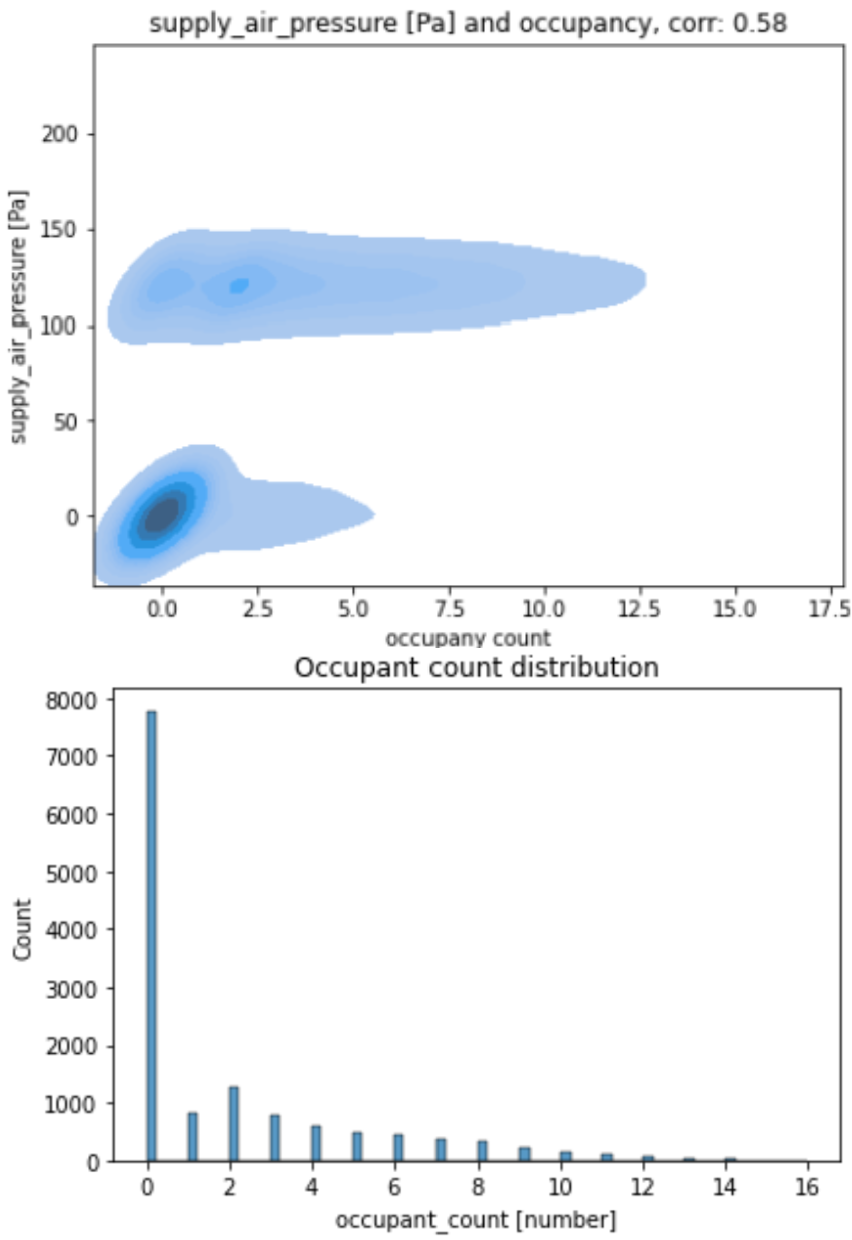 supply_air_pressure [Pa] and occupancy, corr: 0.58
supply_air_pressure [Pa]
200
150
100
50
0
0.0 2.5 5.0 7.5 10.0 12.5 15.0 17.5
occupany count
Occupant count distribution
Count
8000
7000
6000
5000
4000
3000
2000
1000
0
0 2 4 6 8 10 12 14 16
occupant_count [number]